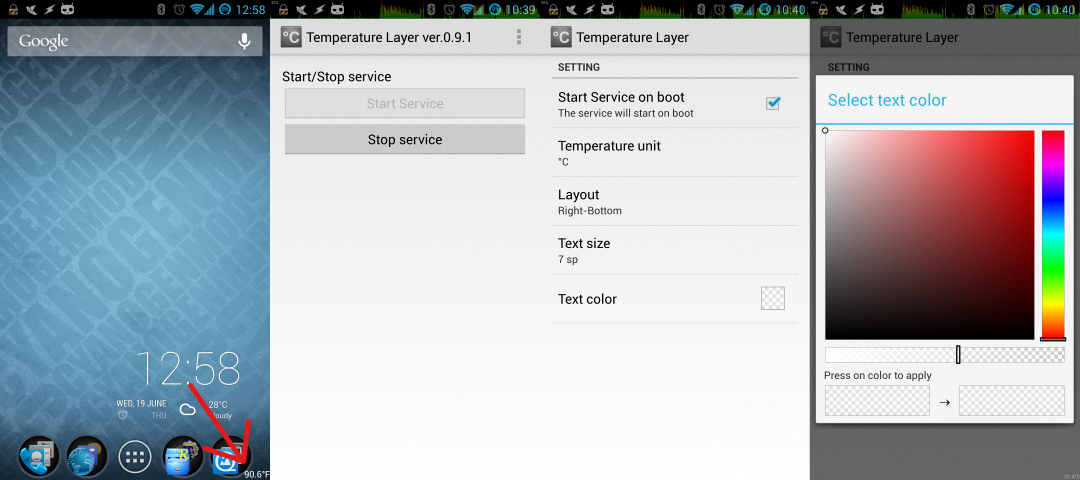 12:58
Google
12:58
WED, 19 JUNE
THU
28°C
90.6°F
10:39
°C Temperature Layer ver.0.9.1
Start/Stop service
Start Service
Stop service
10:40
°C Temperature Layer
SETTING
Start Service on boot
The service will start on boot
Temperature unit
°C
Layout
Right-Bottom
Text size
7 sp
Text color
10:40
°C Temperature Layer
SETTING
Select text color
Press on color to apply